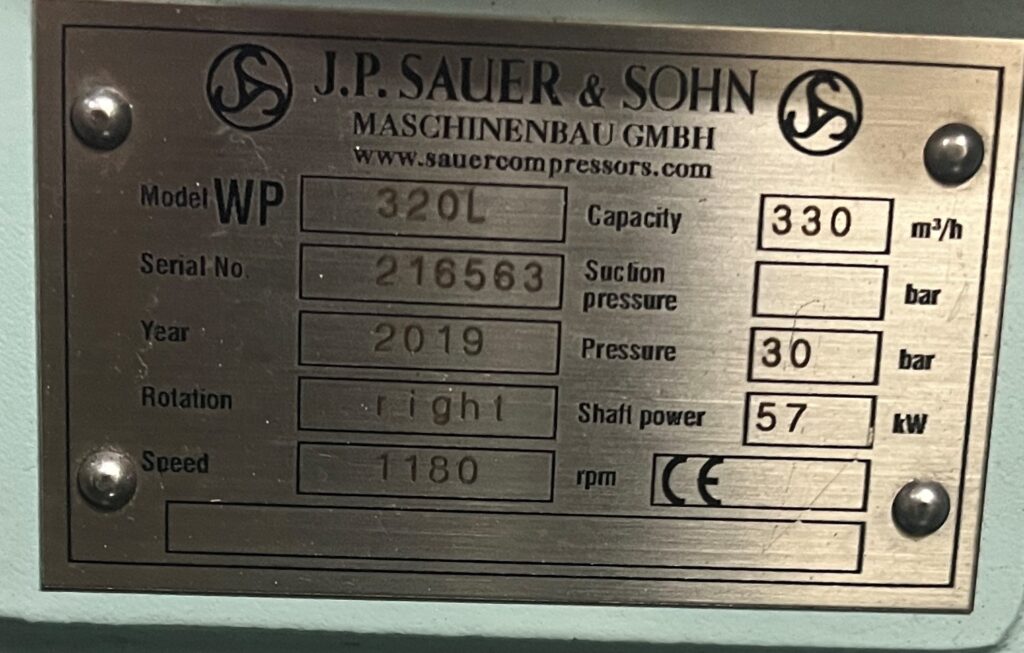 J.P. SAUER & SOHN
MASCHINENBAU GMBH
www.sauercompressors.com
Model WP 320L Capacity 330 m³/h
Serial No. 216563 Suction pressure bar
Year 2019 Pressure 30 bar
Rotation right Shaft power 57 kW
Speed 1180 rpm CE